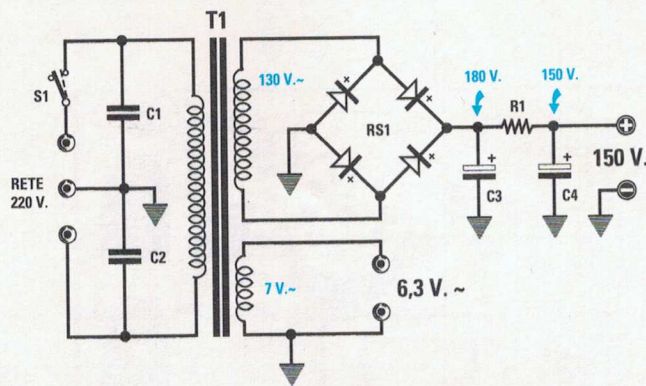 T1
S1
C1
130 V.~
RS1
180 V.
150 V.
R1
150 V.
RETE
220 V.
C2
C3
C4
7 V.~
6,3 V. ~